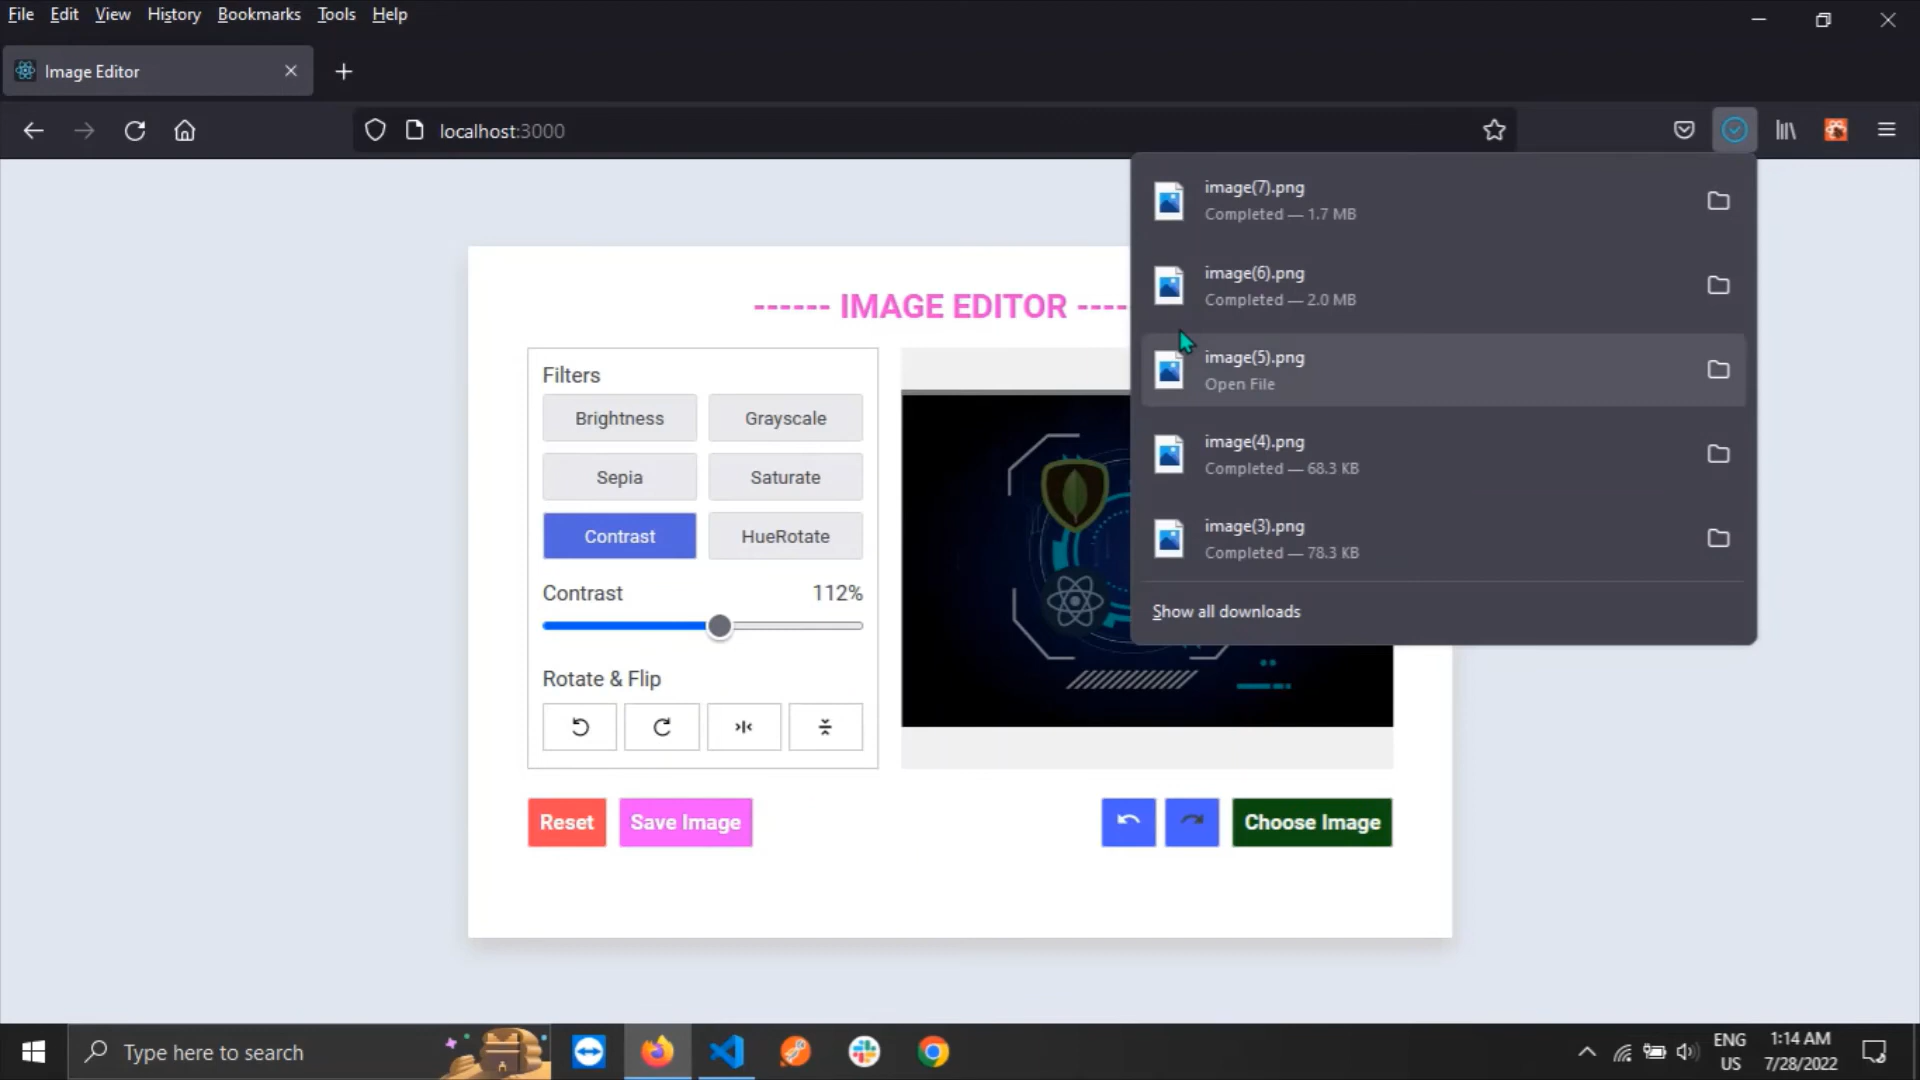 File Edit View History Bookmarks Tools Help
Image Editor
localhost:3000
image(7).png
Completed — 1.7 MB
image(6).png
Completed — 2.0 MB
image(5).png
Open File
image(4).png
Completed — 68.3 KB
image(3).png
Completed — 78.3 KB
Show all downloads
------ IMAGE EDITOR ----
Filters
Brightness Grayscale
Sepia Saturate
Contrast HueRotate
Contrast 112%
Rotate & Flip
Reset Save Image Choose Image
Type here to search
ENG
US
1:14 AM
7/28/2022